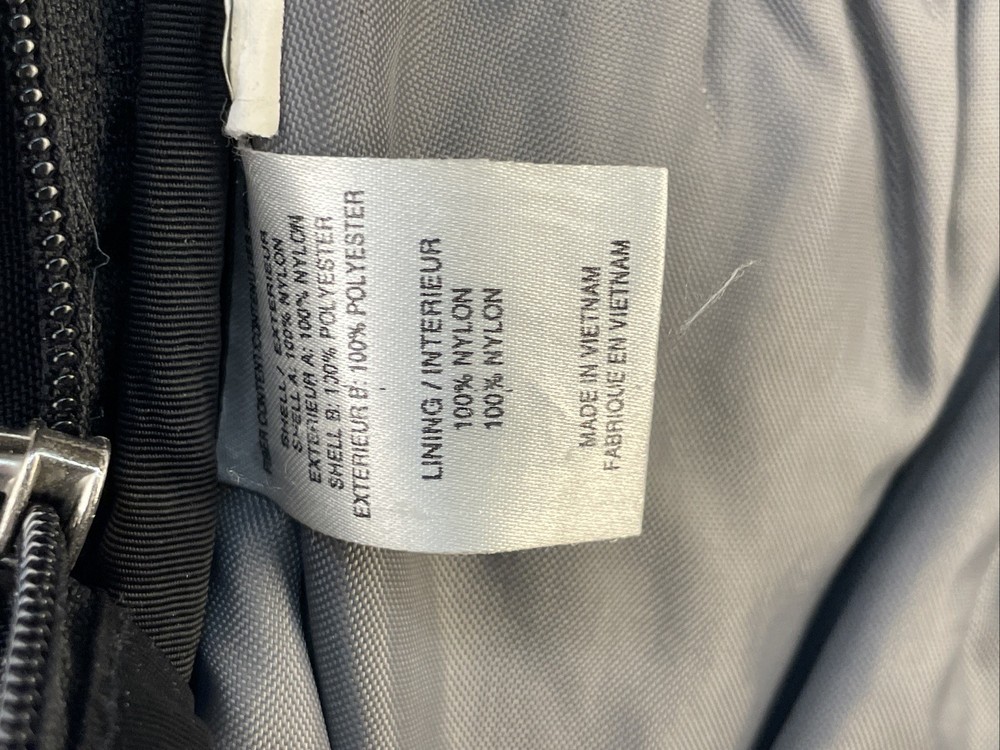 FIBER CONTENT/CONTENU
SHELL / EXTERIEUR
SHELL A: 100% NYLON
EXTERIEUR A: 100% NYLON
SHELL B: 100% POLYESTER
EXTERIEUR B: 100% POLYESTER
LINING / INTERIEUR
100% NYLON
100% NYLON
MADE IN VIETNAM
FABRIQUE EN VIETNAM